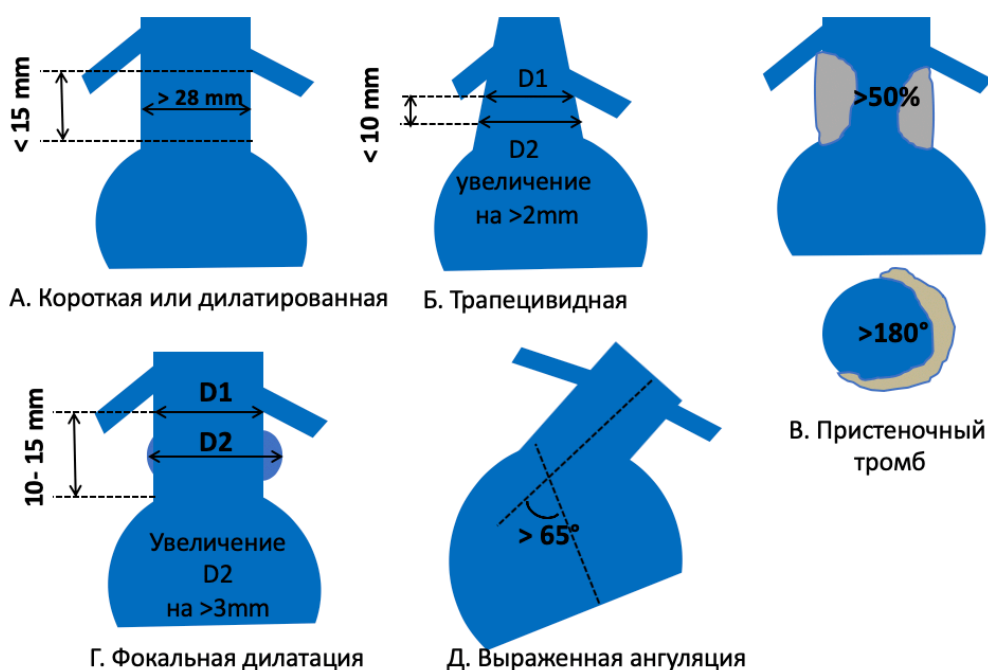 < 15 mm
> 28 mm
А. Короткая или дилатированная
< 10 mm
D1
D2
увеличение
на >2mm
Б. Трапецивидная
>50%
>180°
В. Пристеночный
тромб
10- 15 mm
D1
D2
Увеличение
D2
на >3mm
Г. Фокальная дилатация
> 65°
Д. Выраженная ангуляция